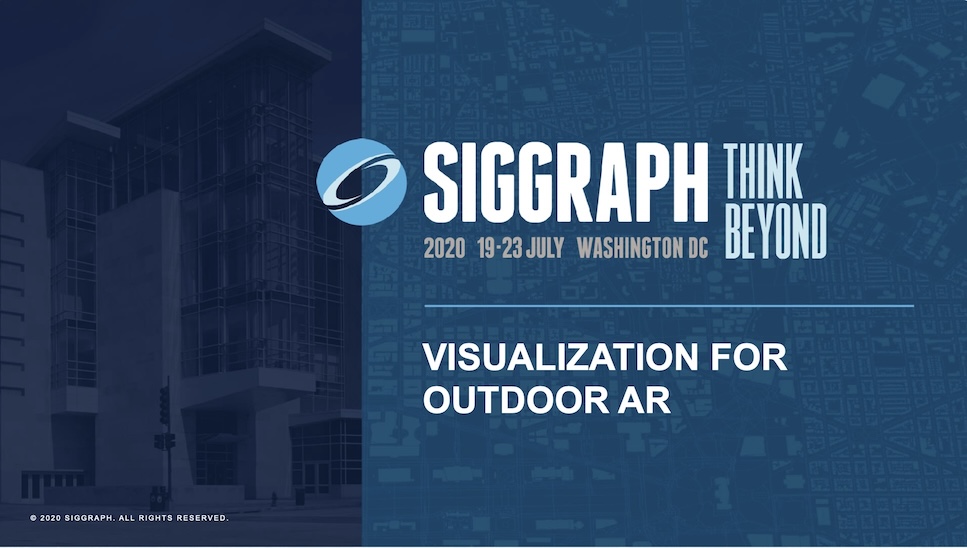 SIGGRAPH
THINK
BEYOND
2020 19-23 JULY WASHINGTON DC
VISUALIZATION FOR
OUTDOOR AR
© 2020 SIGGRAPH. ALL RIGHTS RESERVED.